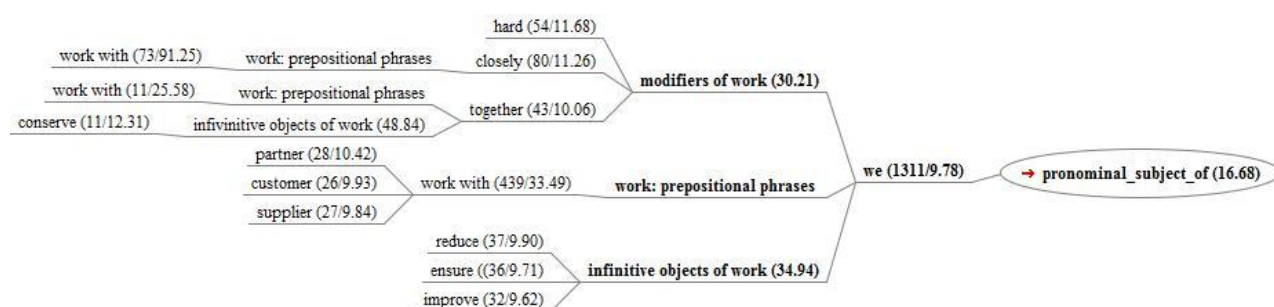 hard (54/11.68)
work with (73/91.25) work: prepositional phrases closely (80/11.26)
modifiers of work (30.21)
work with (11/25.58) work: prepositional phrases
together (43/10.06)
conserve (11/12.31) infivinitive objects of work (48.84)
partner (28/10.42)
we (1311/9.78) → pronominal_subject_of (16.68)
customer (26/9.93) work with (439/33.49) work: prepositional phrases
supplier (27/9.84)
reduce (37/9.90)
ensure ((36/9.71) infinitive objects of work (34.94)
improve (32/9.62)